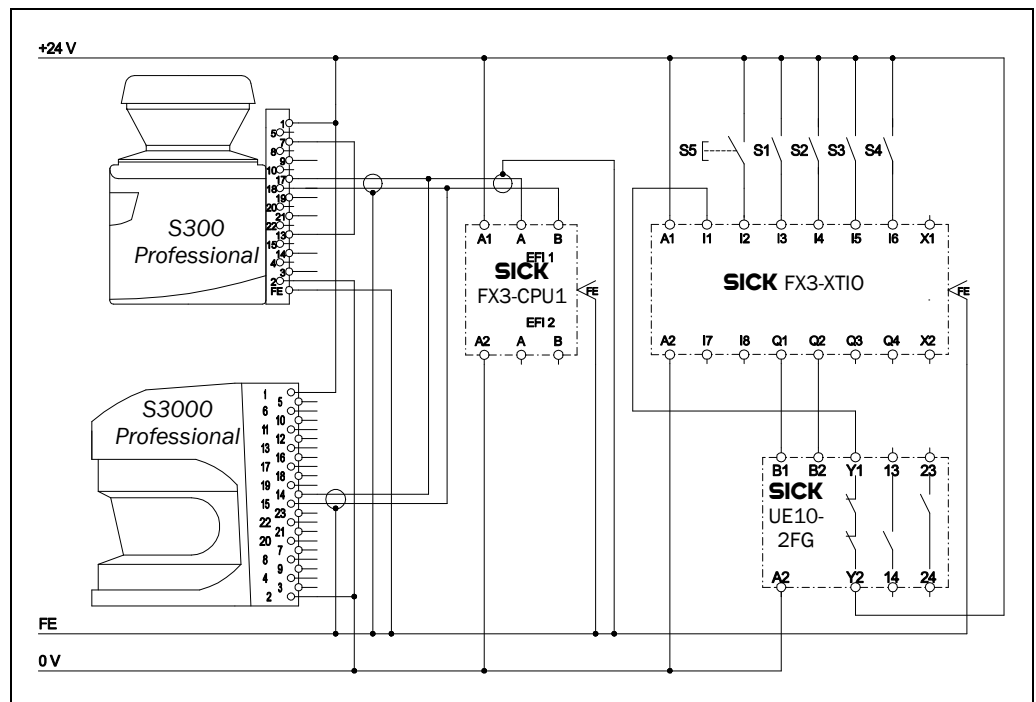 +24 V
S300
Professional
1
5
7
8
9
10
17
18
19
20
21
22
13
15
14
4
3
2
FE
S5
S1
S2
S3
S4
A1
A
B
EFI 1
SICK
FX3-CPU1
FE
EFI 2
A2
A
B
A1
I1
I2
I3
I4
I5
I6
X1
SICK FX3-XTIO
FE
A2
I7
I8
Q1
Q2
Q3
Q4
X2
S3000
Professional
1
5
6
10
11
12
13
16
17
18
19
14
15
23
22
21
20
7
8
9
4
3
2
B1
B2
Y1
13
23
SICK
UE10-
2FG
A2
Y2
14
24
FE
0 V